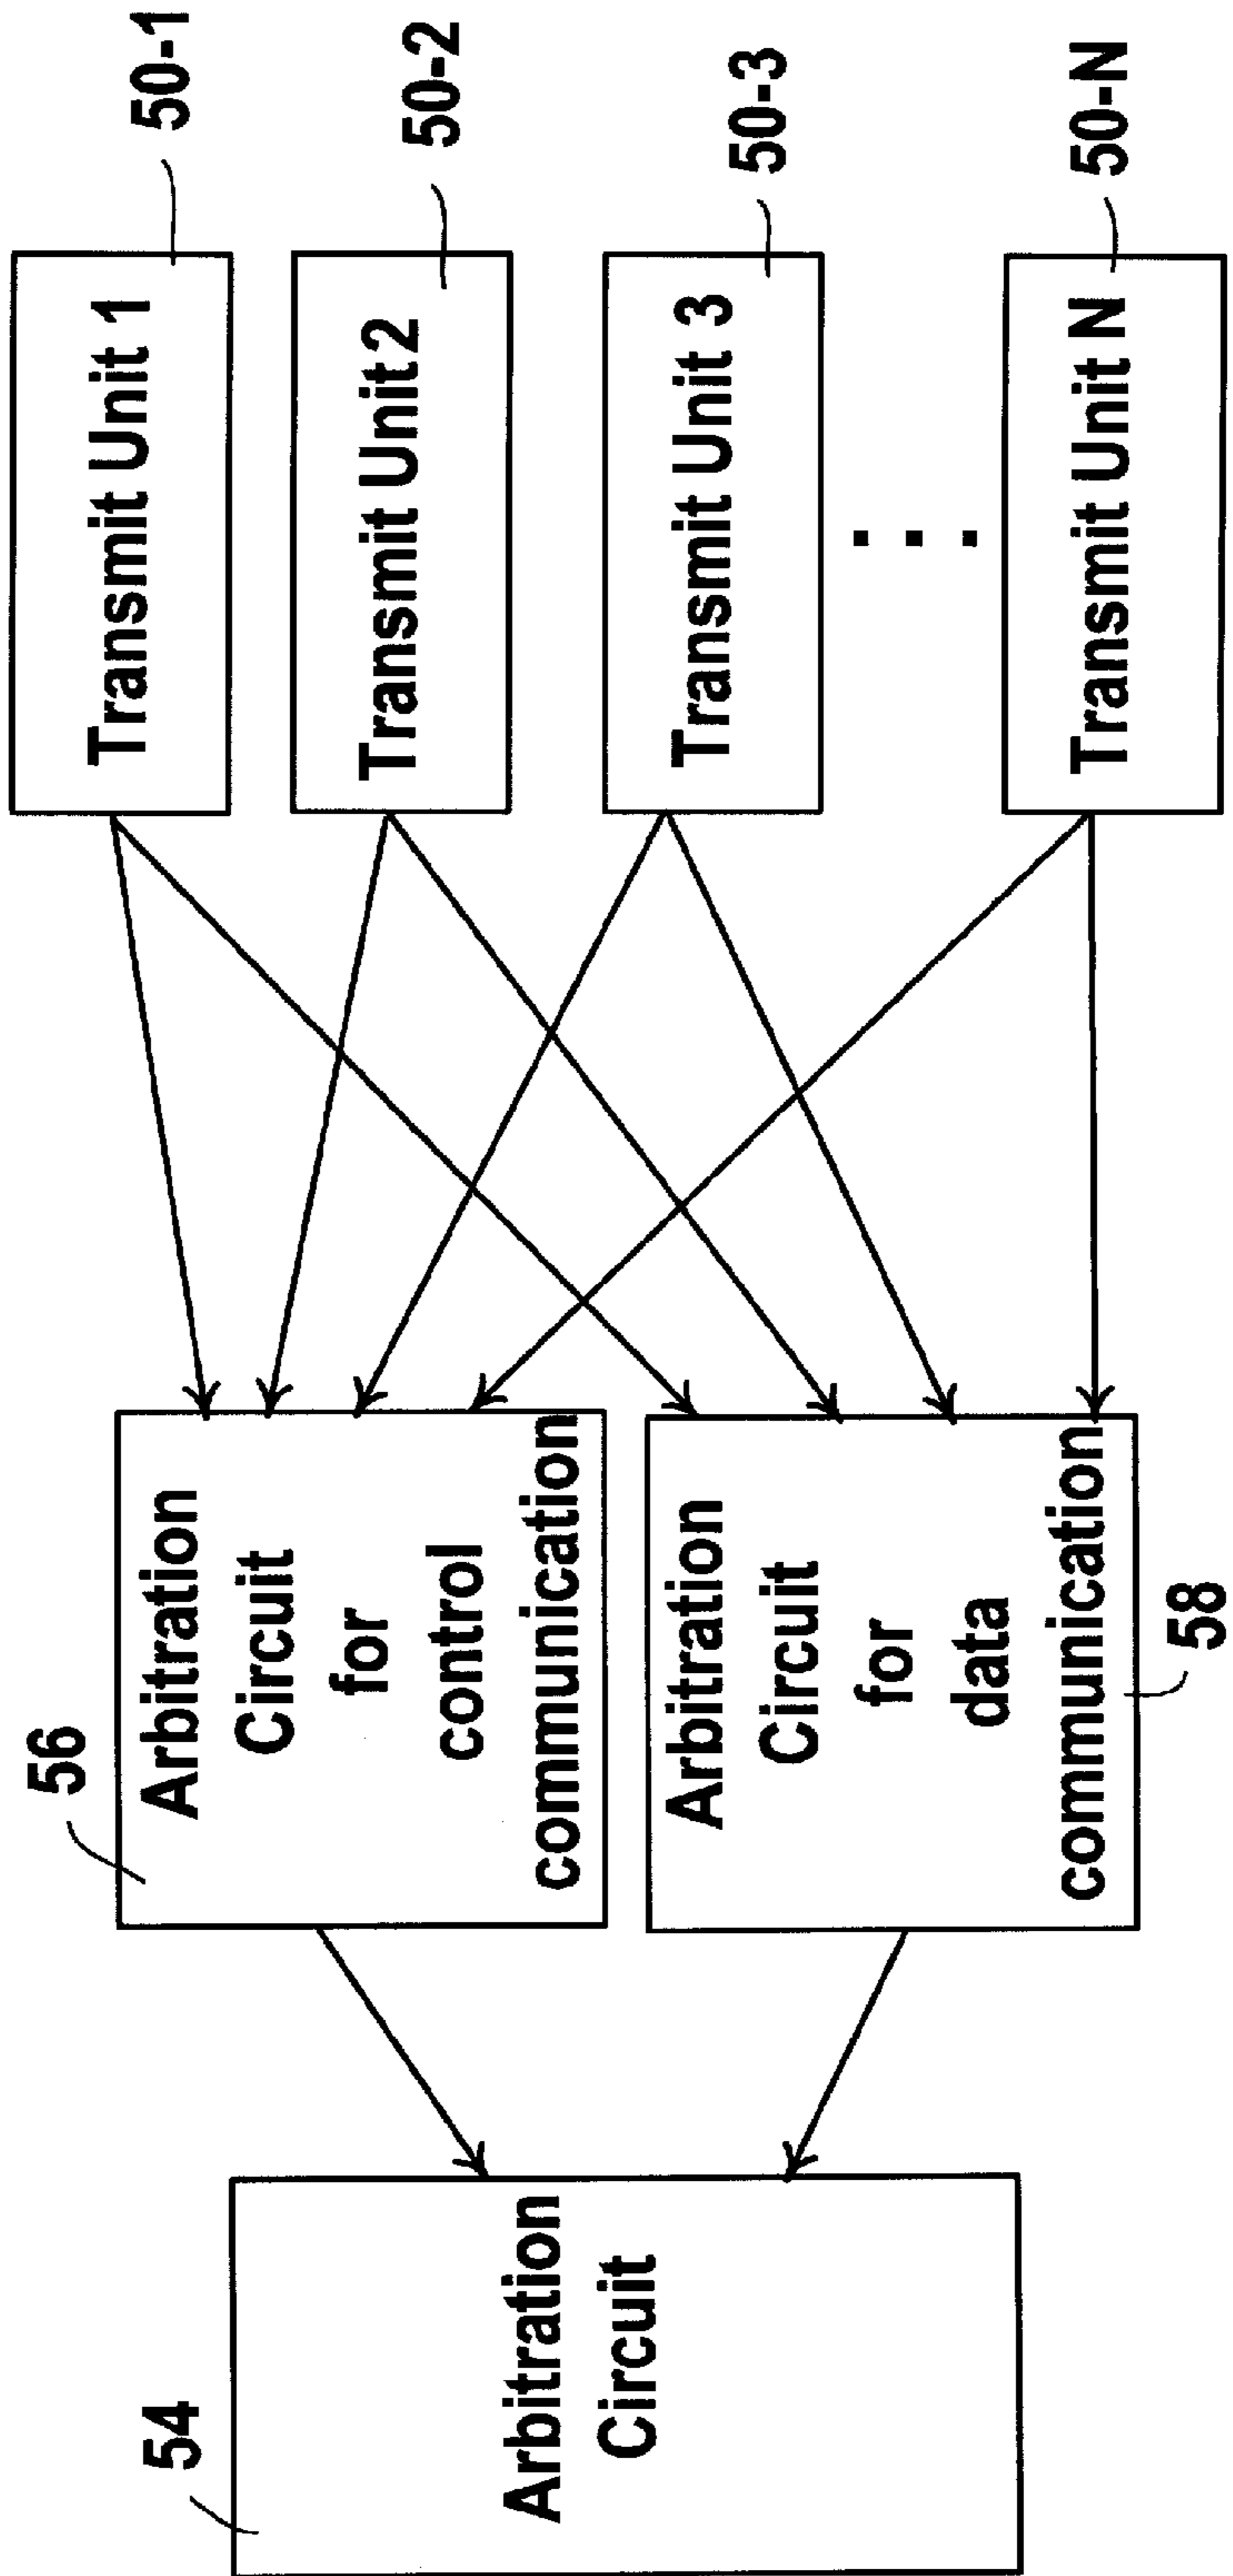 54
Arbitration
Circuit
56
Arbitration
Circuit
for
control
communication
Arbitration
Circuit
for
data
communication
58
Transmit Unit 1
50-1
Transmit Unit 2
50-2
Transmit Unit 3
50-3
. . .
Transmit Unit N
50-N